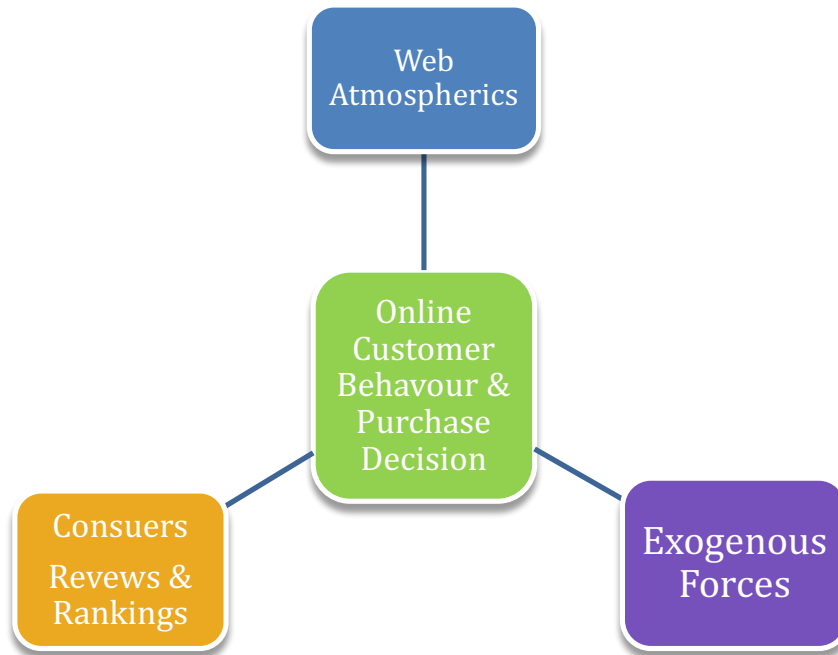 Web
Atmospherics
Online
Customer
Behavour &
Purchase
Decision
Consuers
Revews &
Rankings
Exogenous
Forces